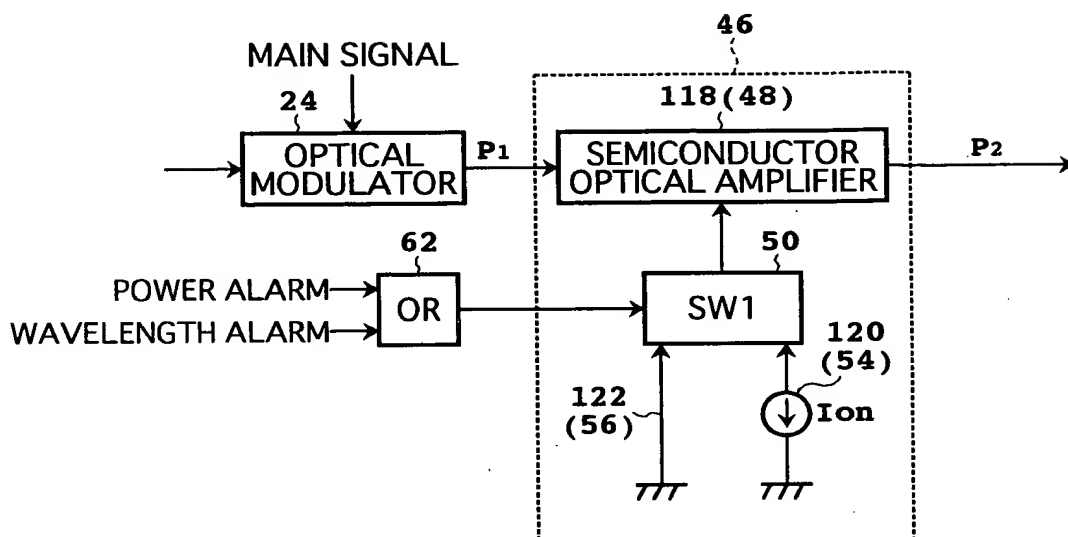 46
MAIN SIGNAL
24
118(48)
OPTICAL
MODULATOR
P1
SEMICONDUCTOR
OPTICAL AMPLIFIER
P2
62
50
POWER ALARM
WAVELENGTH ALARM
OR
SW1
120
(54)
122
(56)
Ion